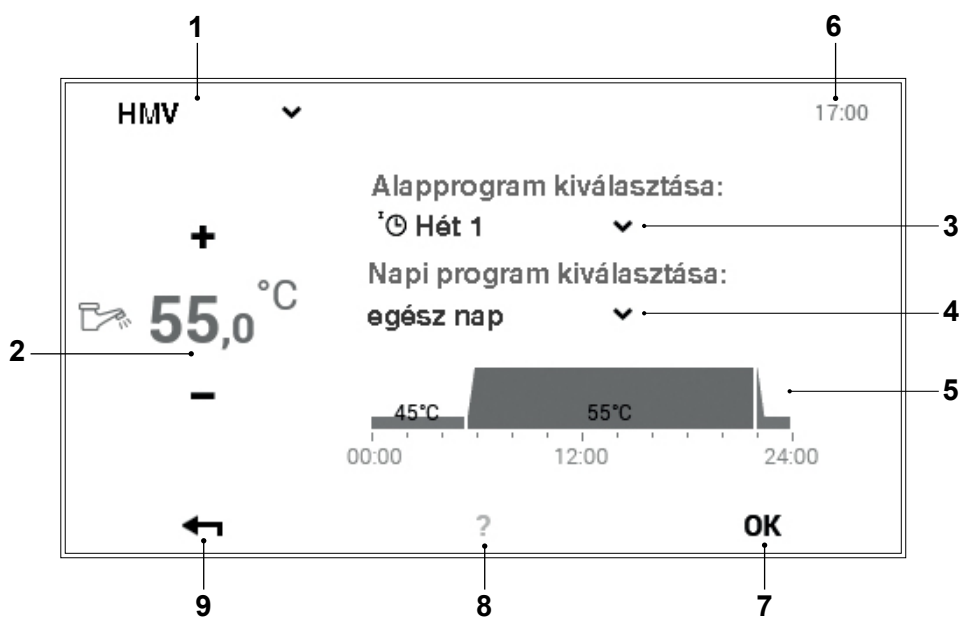 1
6
HMV
17:00
Alapprogram kiválasztása:
Hét 1
3
+
Napi program kiválasztása:
egész nap
4
55,0 °C
2
−
5
45°C 55°C
00:00 12:00 24:00
? OK
9 8 7